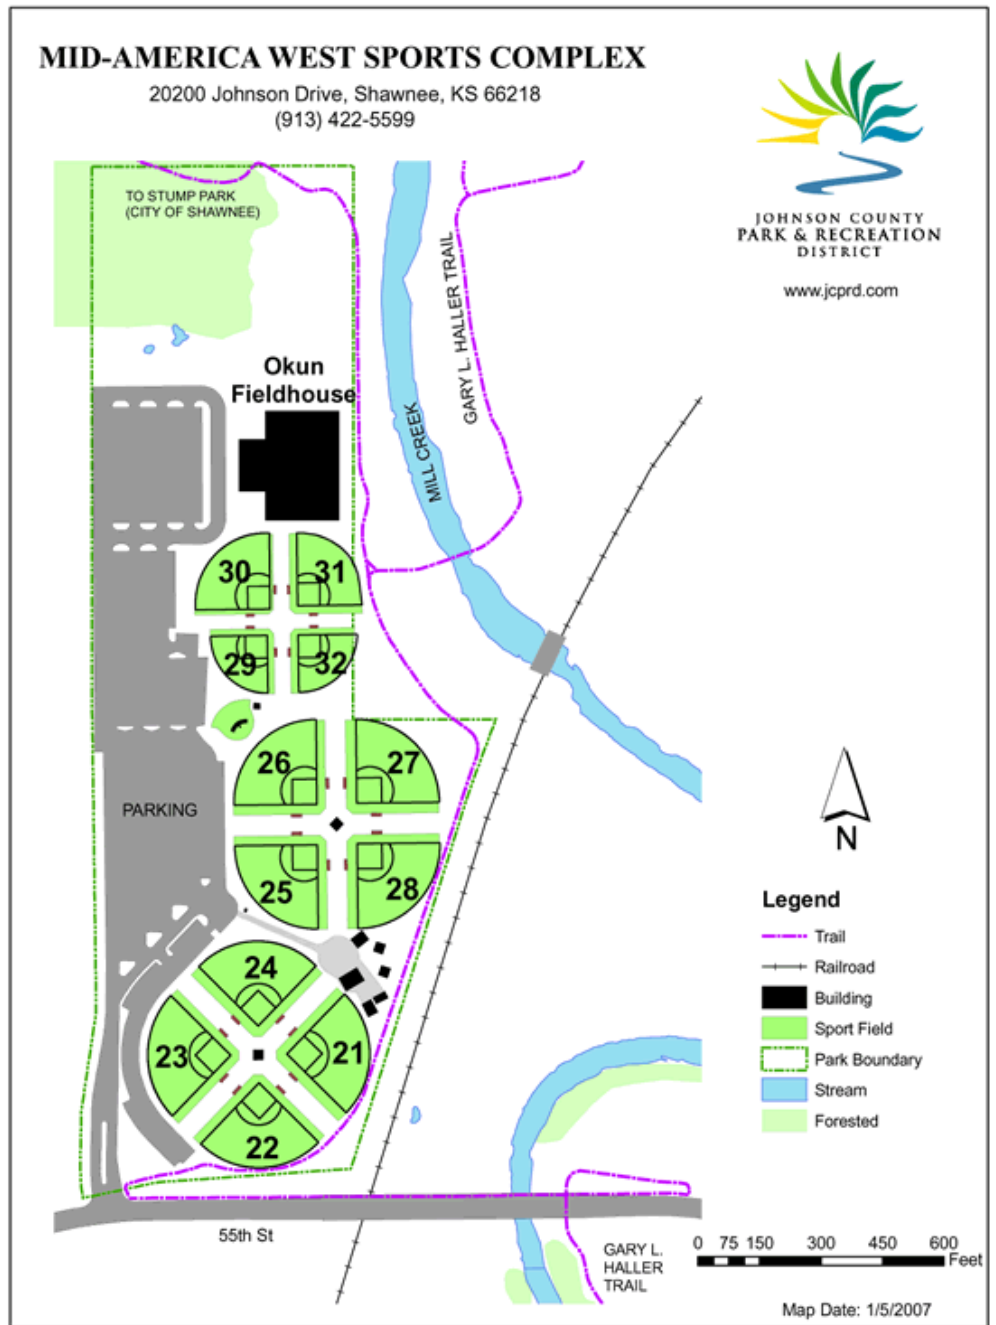 MID-AMERICA WEST SPORTS COMPLEX
20200 Johnson Drive, Shawnee, KS 66218
(913) 422-5599
JOHNSON COUNTY
PARK & RECREATION
DISTRICT
www.jcprd.com
TO STUMP PARK
(CITY OF SHAWNEE)
GARY L. HALLER TRAIL
MILL CREEK
Okun
Fieldhouse
30
31
29
32
26
27
PARKING
25
28
24
23
21
22
N
Legend
Trail
Railroad
Building
Sport Field
Park Boundary
Stream
Forested
55th St
GARY L.
HALLER
TRAIL
0 75 150 300 450 600
Feet
Map Date: 1/5/2007